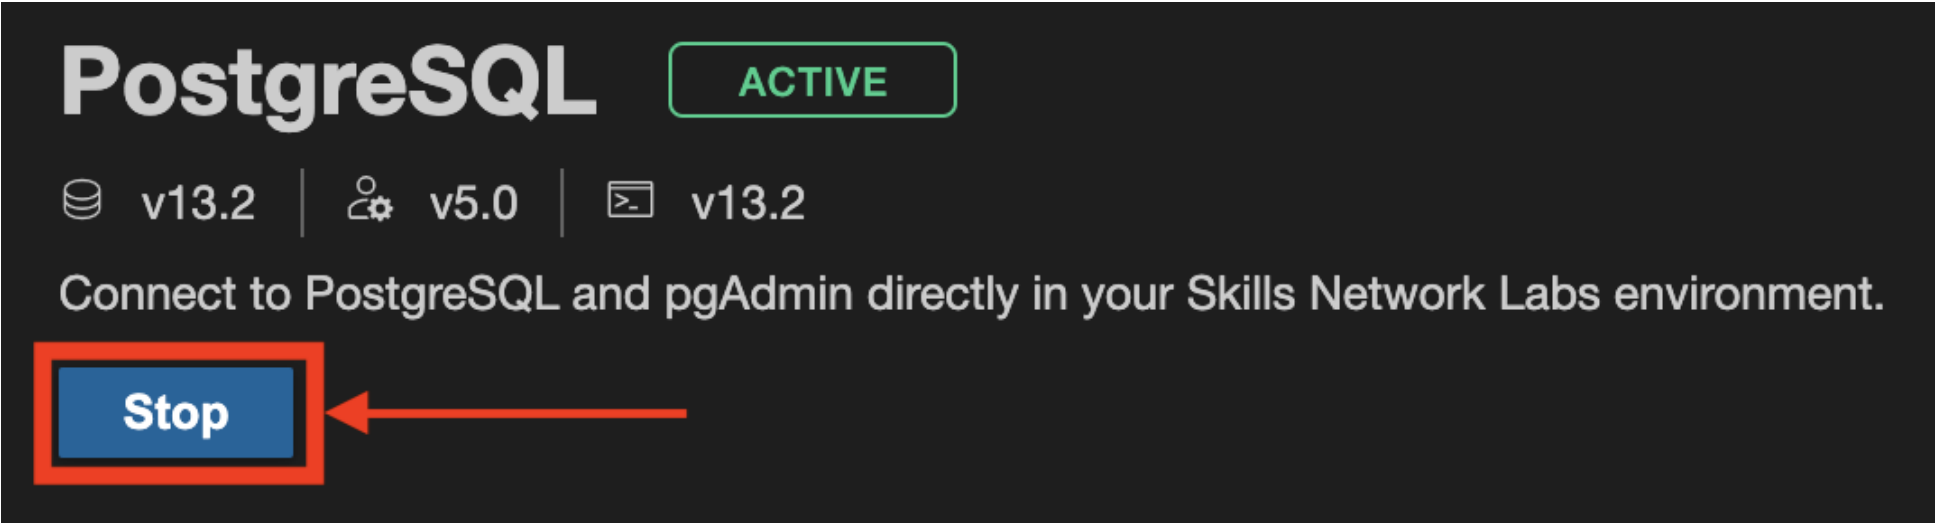 PostgreSQL ACTIVE
v13.2 v5.0 >_ v13.2
Connect to PostgreSQL and pgAdmin directly in your Skills Network Labs environment.
Stop